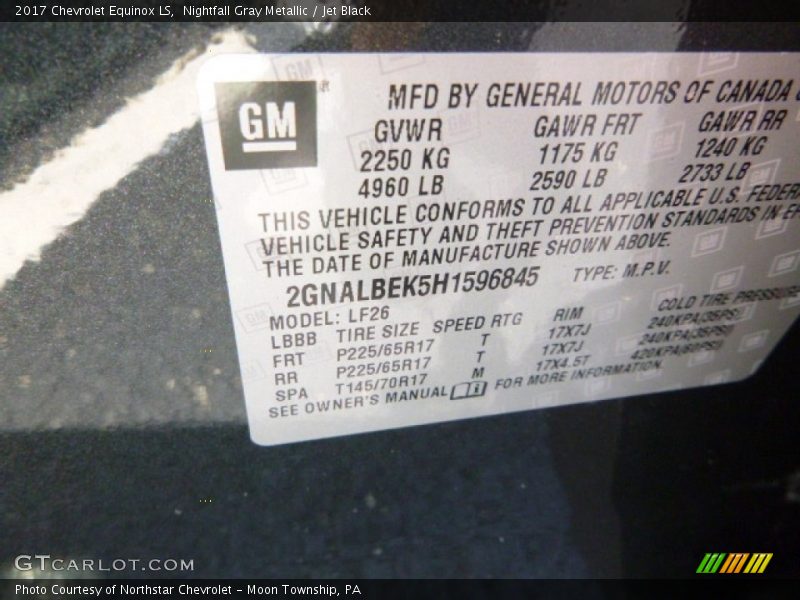 2017 Chevrolet Equinox LS, Nightfall Gray Metallic / Jet Black
GM
MFD BY GENERAL MOTORS OF CANADA
GVWR GAWR FRT GAWR RR
2250 KG 1175 KG 1240 KG
4960 LB 2590 LB 2733 LB
THIS VEHICLE CONFORMS TO ALL APPLICABLE U.S. FEDER
VEHICLE SAFETY AND THEFT PREVENTION STANDARDS IN EF
THE DATE OF MANUFACTURE SHOWN ABOVE.
2GNALBEK5H1596845 TYPE: M.P.V.
MODEL: LF26
LBBB TIRE SIZE SPEED RTG RIM COLD TIRE PRESSURE
FRT P225/65R17 T 17X7J 240KPA(35PSI)
RR P225/65R17 T 17X7J 240KPA(35PSI)
SPA T145/70R17 M 17X4.5T 420KPA(60PSI)
SEE OWNER'S MANUAL FOR MORE INFORMATION.
GTCARLOT.COM
Photo Courtesy of Northstar Chevrolet - Moon Township, PA